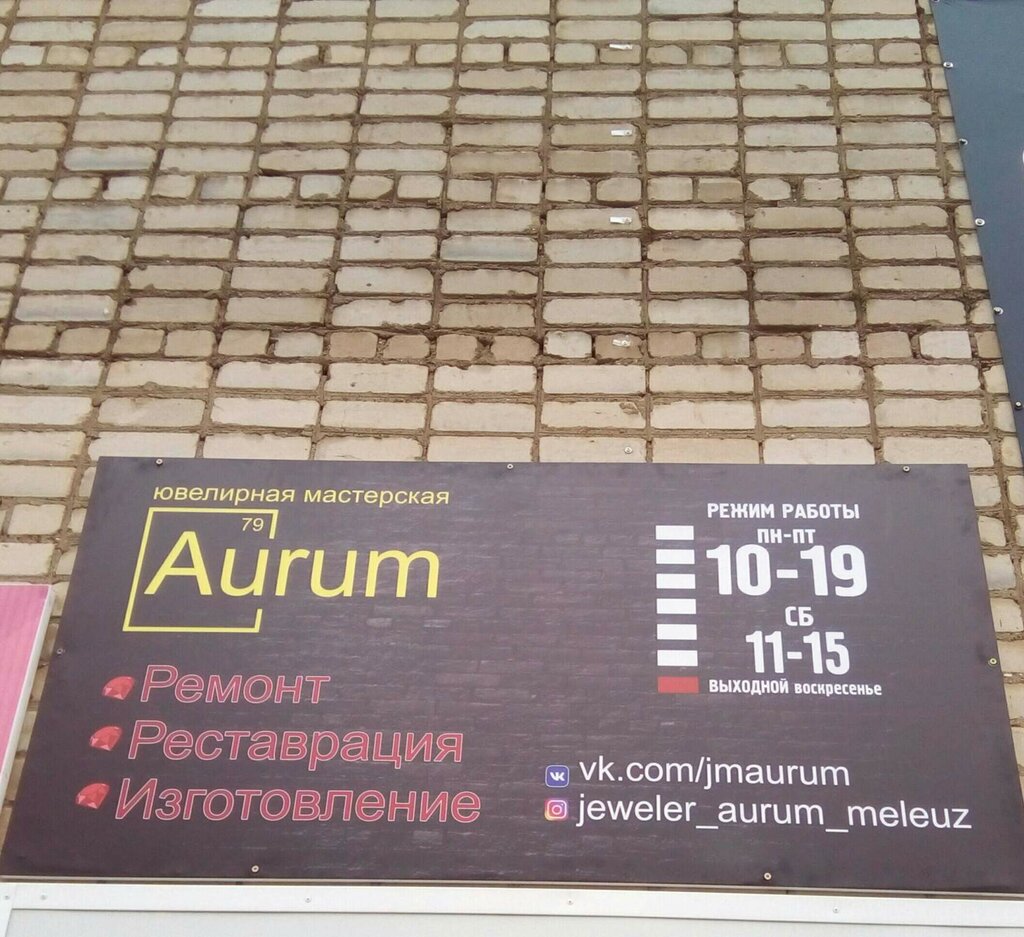 ювелирная мастерская
79
Aurum
Ремонт
Реставрация
Изготовление
РЕЖИМ РАБОТЫ
ПН-ПТ
10-19
СБ
11-15
ВЫХОДНОЙ воскресенье
vk.com/jmaurum
jeweler_aurum_meleuz